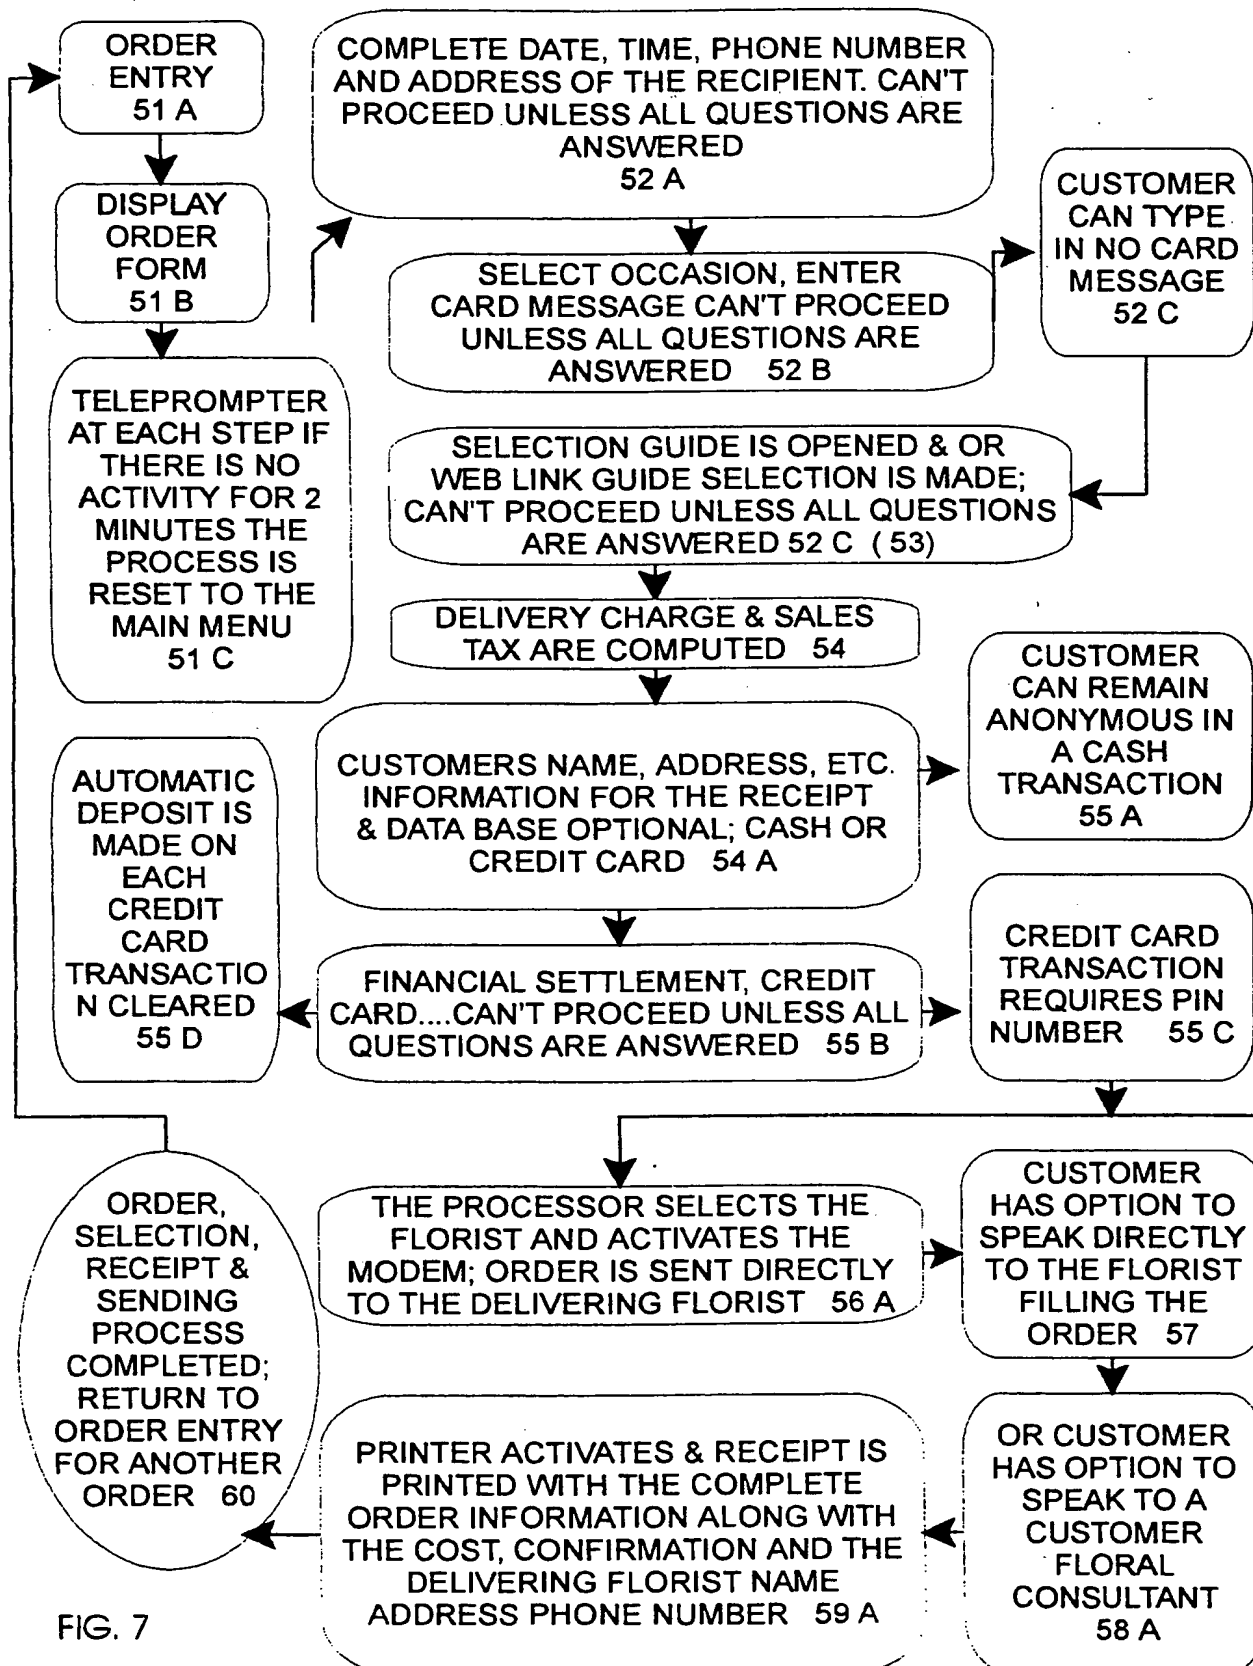 ORDER
ENTRY
51 A
DISPLAY
ORDER
FORM
51 B
TELEPROMPTER
AT EACH STEP IF
THERE IS NO
ACTIVITY FOR 2
MINUTES THE
PROCESS IS
RESET TO THE
MAIN MENU
51 C
COMPLETE DATE, TIME, PHONE NUMBER
AND ADDRESS OF THE RECIPIENT. CAN'T
PROCEED UNLESS ALL QUESTIONS ARE
ANSWERED
52 A
SELECT OCCASION, ENTER
CARD MESSAGE CAN'T PROCEED
UNLESS ALL QUESTIONS ARE
ANSWERED 52 B
CUSTOMER
CAN TYPE
IN NO CARD
MESSAGE
52 C
SELECTION GUIDE IS OPENED & OR
WEB LINK GUIDE SELECTION IS MADE;
CAN'T PROCEED UNLESS ALL QUESTIONS
ARE ANSWERED 52 C ( 53)
DELIVERY CHARGE & SALES
TAX ARE COMPUTED 54
CUSTOMERS NAME, ADDRESS, ETC.
INFORMATION FOR THE RECEIPT
& DATA BASE OPTIONAL; CASH OR
CREDIT CARD 54 A
CUSTOMER
CAN REMAIN
ANONYMOUS IN
A CASH
TRANSACTION
55 A
FINANCIAL SETTLEMENT, CREDIT
CARD....CAN'T PROCEED UNLESS ALL
QUESTIONS ARE ANSWERED 55 B
CREDIT CARD
TRANSACTION
REQUIRES PIN
NUMBER 55 C
AUTOMATIC
DEPOSIT IS
MADE ON
EACH
CREDIT
CARD
TRANSACTIO
N CLEARED
55 D
THE PROCESSOR SELECTS THE
FLORIST AND ACTIVATES THE
MODEM; ORDER IS SENT DIRECTLY
TO THE DELIVERING FLORIST 56 A
CUSTOMER
HAS OPTION TO
SPEAK DIRECTLY
TO THE FLORIST
FILLING THE
ORDER 57
OR CUSTOMER
HAS OPTION TO
SPEAK TO A
CUSTOMER
FLORAL
CONSULTANT
58 A
PRINTER ACTIVATES & RECEIPT IS
PRINTED WITH THE COMPLETE
ORDER INFORMATION ALONG WITH
THE COST, CONFIRMATION AND THE
DELIVERING FLORIST NAME
ADDRESS PHONE NUMBER 59 A
ORDER,
SELECTION,
RECEIPT &
SENDING
PROCESS
COMPLETED;
RETURN TO
ORDER ENTRY
FOR ANOTHER
ORDER 60
FIG. 7